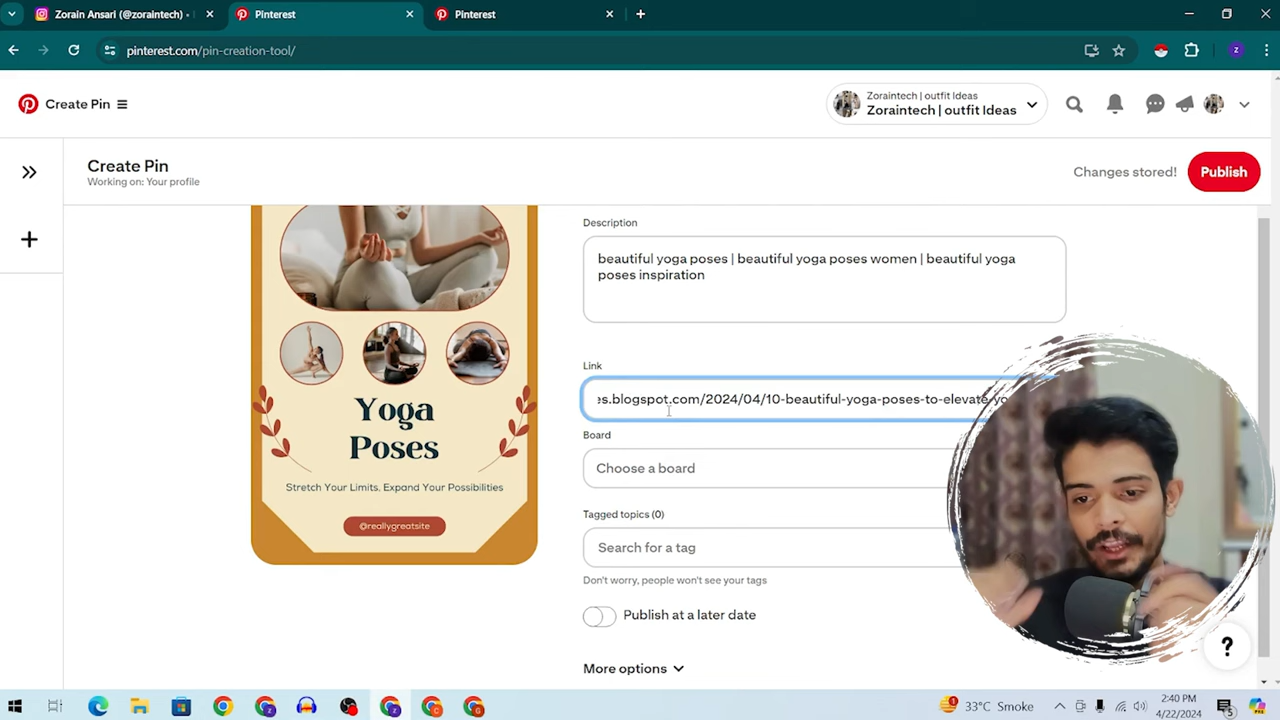 Zorain Ansari (@zoraintech) -
Pinterest
Pinterest
pinterest.com/pin-creation-tool/
Z
Create Pin
Zoraintech | outfit Ideas
Zoraintech | outfit Ideas
Create Pin
Working on: Your profile
Changes stored!
Publish
Description
beautiful yoga poses | beautiful yoga poses women | beautiful yoga
poses inspiration
Link
es.blogspot.com/2024/04/10-beautiful-yoga-poses-to-elevate-yo
Board
Choose a board
Tagged topics (0)
Search for a tag
Don't worry, people won't see your tags
Publish at a later date
More options
Yoga
Poses
Stretch Your Limits, Expand Your Possibilities
@reallygreatsite
?
33°C Smoke
2:40 PM
4/22/2024
5